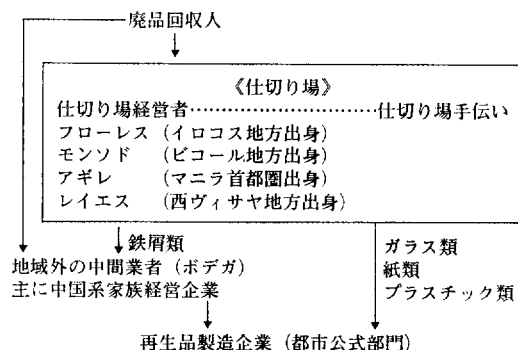 廃品回収人
《仕切り場》
仕切り場経営者…………………………仕切り場手伝い
フローレス（イロコス地方出身）
モンソド　（ビコール地方出身）
アギレ　　（マニラ首都圏出身）
レイエス　（西ヴィサヤ地方出身）
鉄屑類
地域外の中間業者（ボデガ）
主に中国系家族経営企業
ガラス類
紙類
プラスチック類
再生品製造企業（都市公式部門）